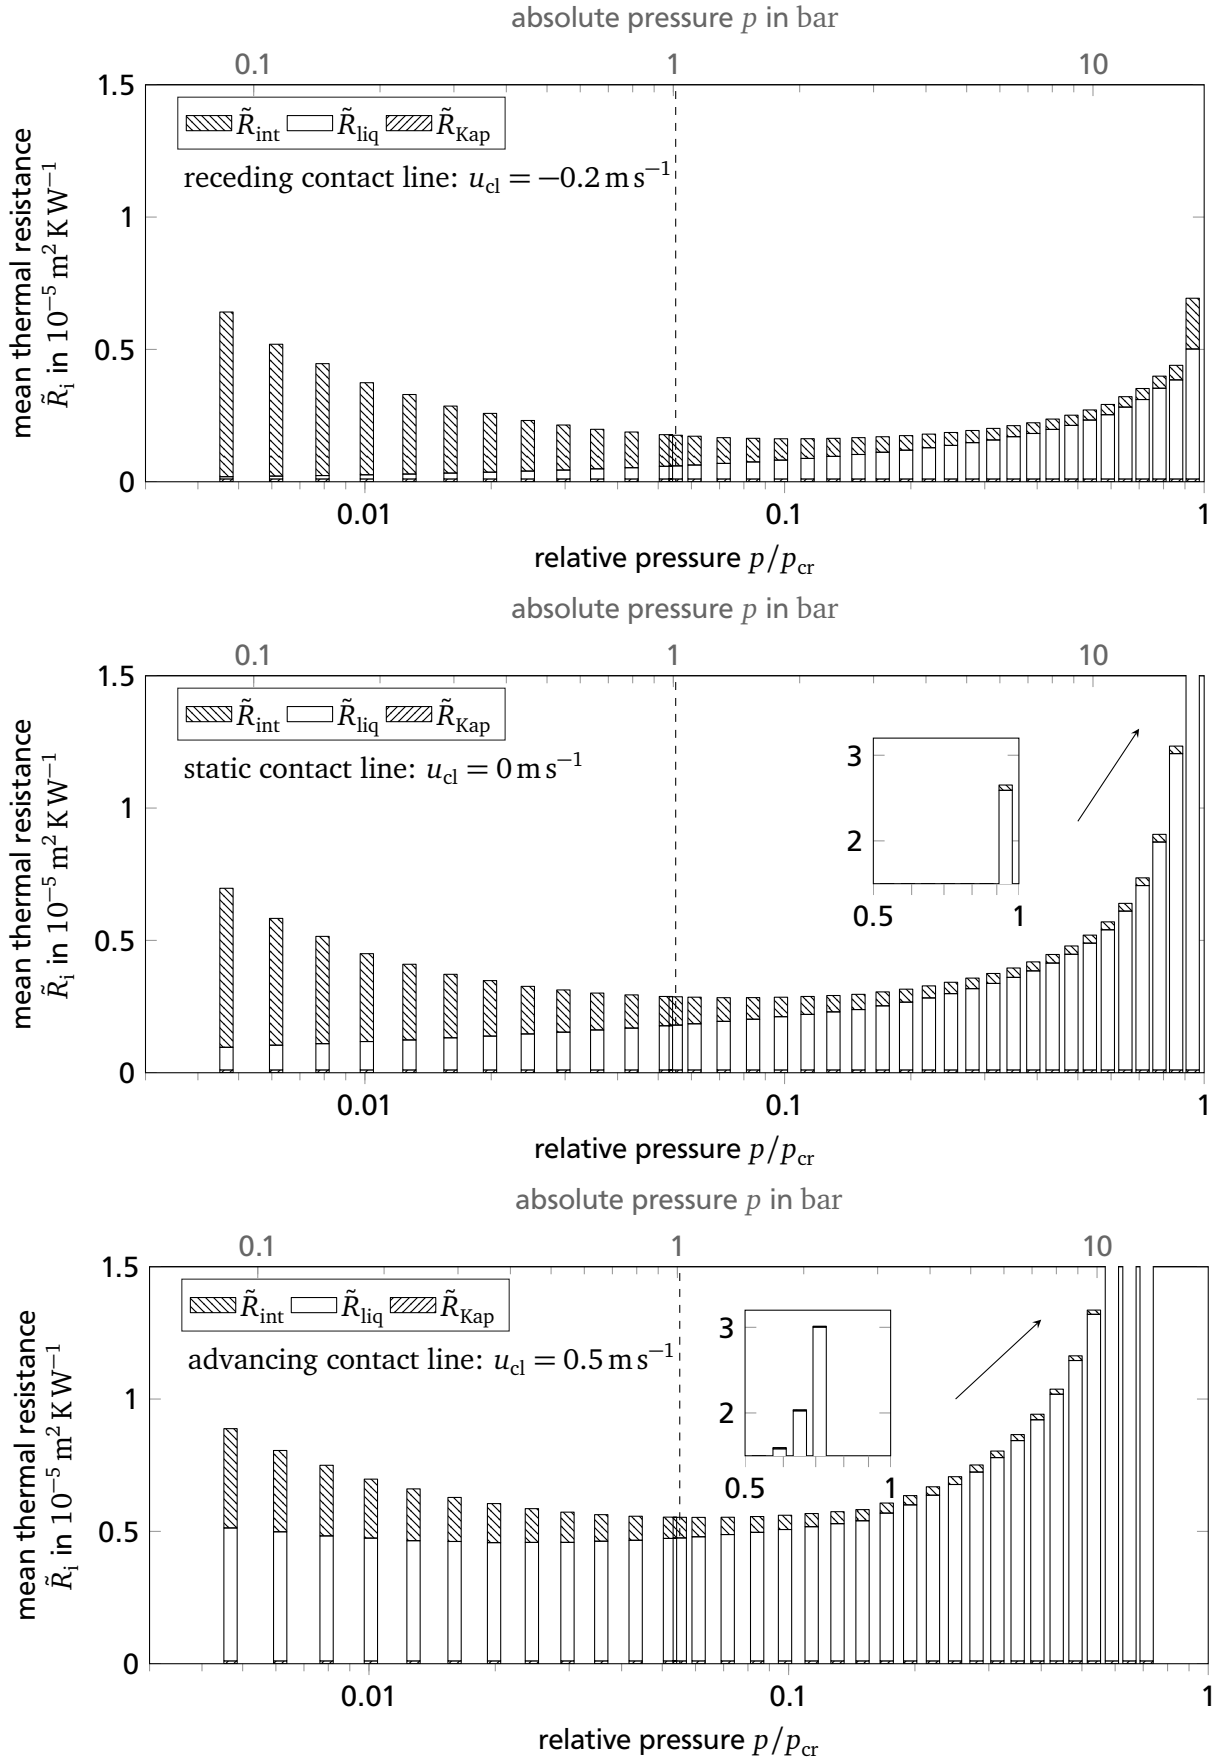 absolute pressure p in bar
0.1 1 10
1.5
R̃int R̃liq R̃Kap
receding contact line: ucl = −0.2 m s−1
1
0.5
0
mean thermal resistance
R̃i in 10−5 m2 K W−1
0.01 0.1 1
relative pressure p/pcr
absolute pressure p in bar
0.1 1 10
1.5
R̃int R̃liq R̃Kap
static contact line: ucl = 0 m s−1
3
2
0.5 1
1
0.5
0
mean thermal resistance
R̃i in 10−5 m2 K W−1
0.01 0.1 1
relative pressure p/pcr
absolute pressure p in bar
0.1 1 10
1.5
R̃int R̃liq R̃Kap
advancing contact line: ucl = 0.5 m s−1
3
2
0.5 1
1
0.5
0
mean thermal resistance
R̃i in 10−5 m2 K W−1
0.01 0.1 1
relative pressure p/pcr